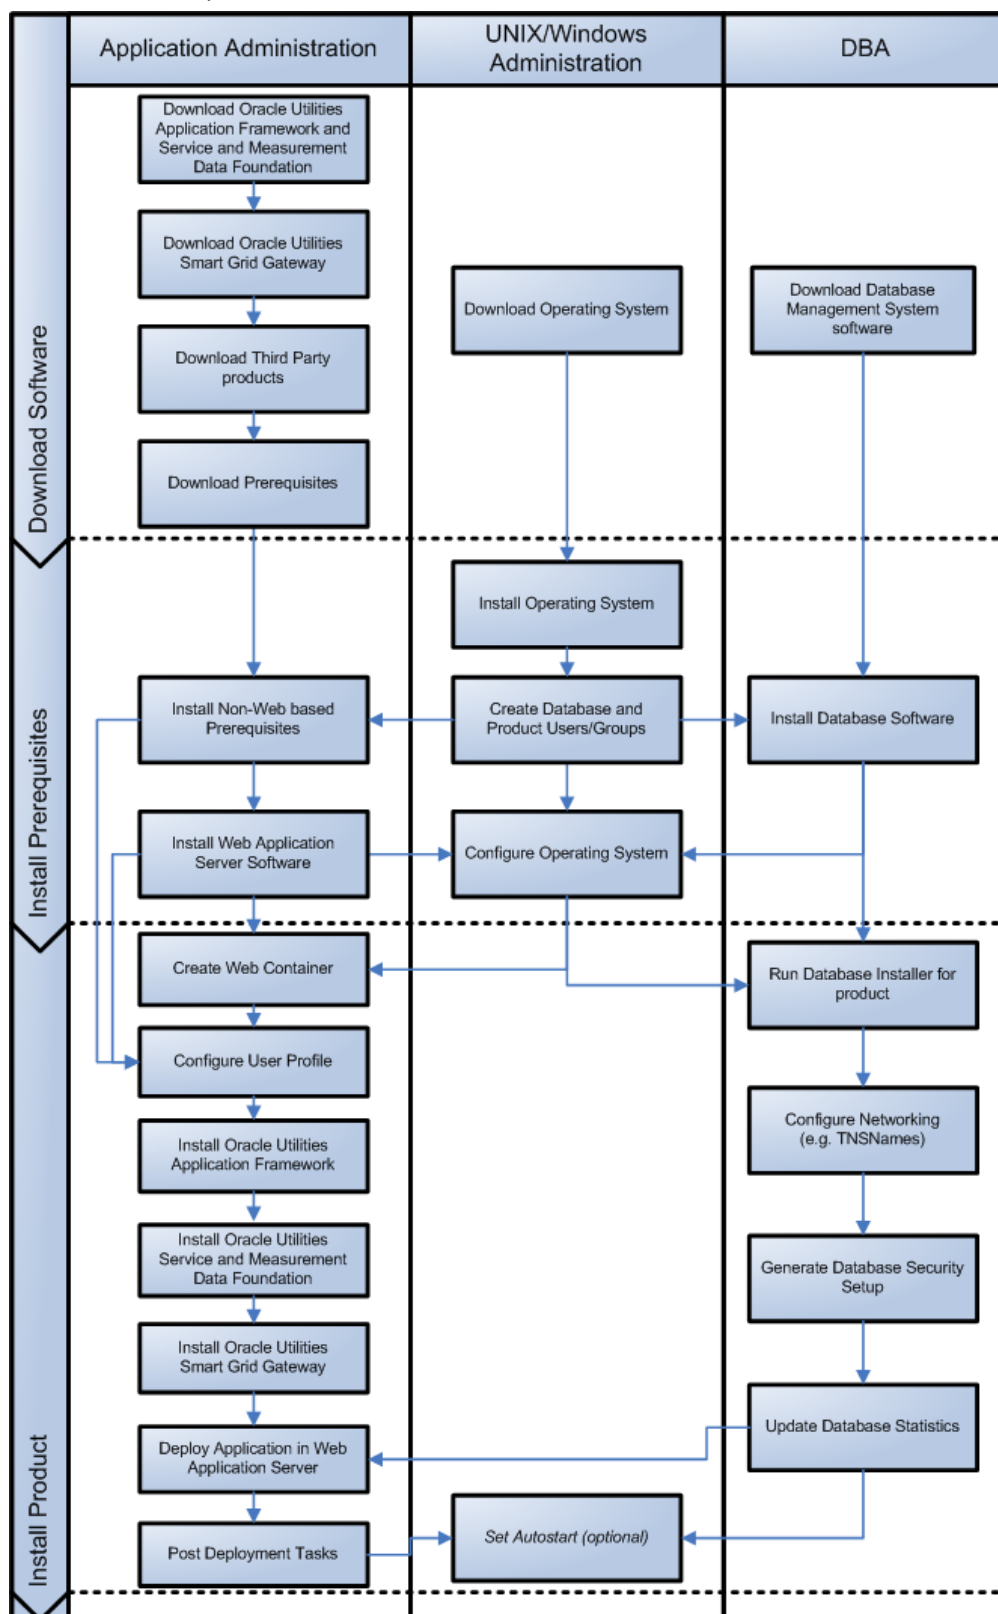 Application Administration
UNIX/Windows
Administration
DBA
Download Software
Download Oracle Utilities
Application Framework and
Service and Measurement
Data Foundation
Download Oracle Utilities
Smart Grid Gateway
Download Third Party
products
Download Prerequisites
Download Operating System
Download Database
Management System
software
Install Prerequisites
Install Operating System
Install Non-Web based
Prerequisites
Create Database and
Product Users/Groups
Install Database Software
Install Web Application
Server Software
Configure Operating System
Install Product
Create Web Container
Run Database Installer for
product
Configure User Profile
Configure Networking
(e.g. TNSNames)
Install Oracle Utilities
Application Framework
Install Oracle Utilities
Service and Measurement
Data Foundation
Generate Database Security
Setup
Install Oracle Utilities
Smart Grid Gateway
Update Database Statistics
Deploy Application in Web
Application Server
Post Deployment Tasks
Set Autostart (optional)